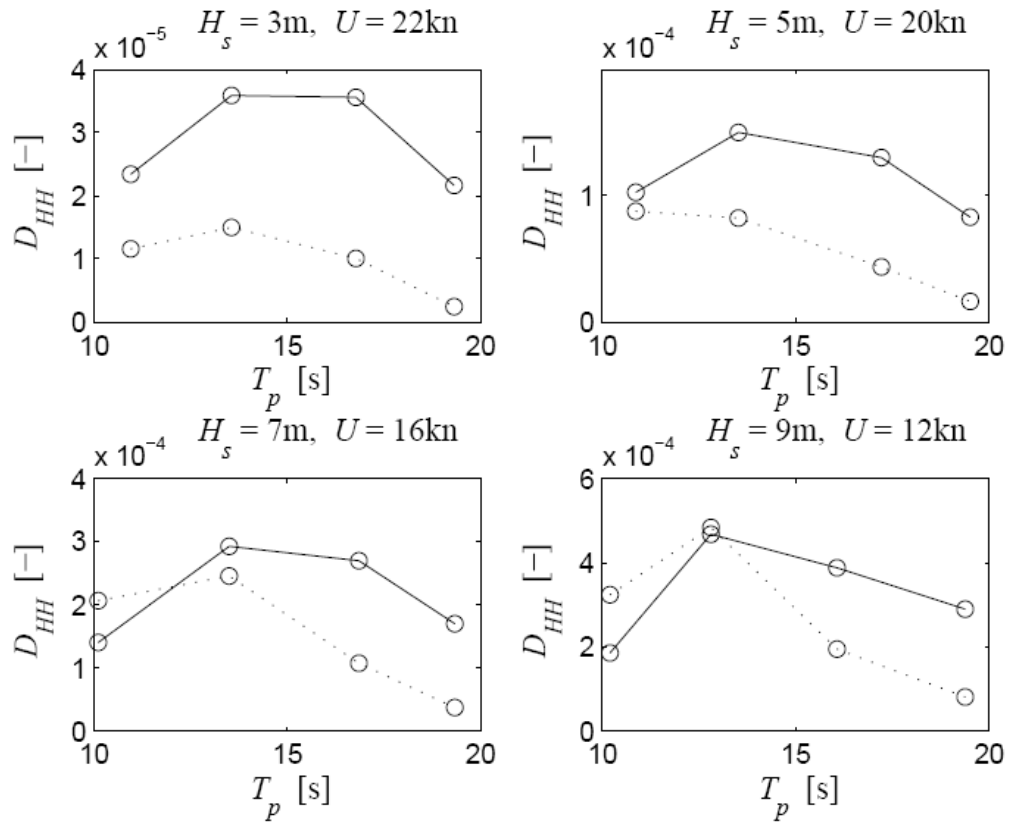 H_s = 3m, U = 22kn
x 10^-5
4
3
2
1
0
D_HH [−]
10 15 20
T_p [s]
H_s = 5m, U = 20kn
x 10^-4
1
0
D_HH [−]
10 15 20
T_p [s]
H_s = 7m, U = 16kn
x 10^-4
4
3
2
1
0
D_HH [−]
10 15 20
T_p [s]
H_s = 9m, U = 12kn
x 10^-4
6
4
2
0
D_HH [−]
10 15 20
T_p [s]